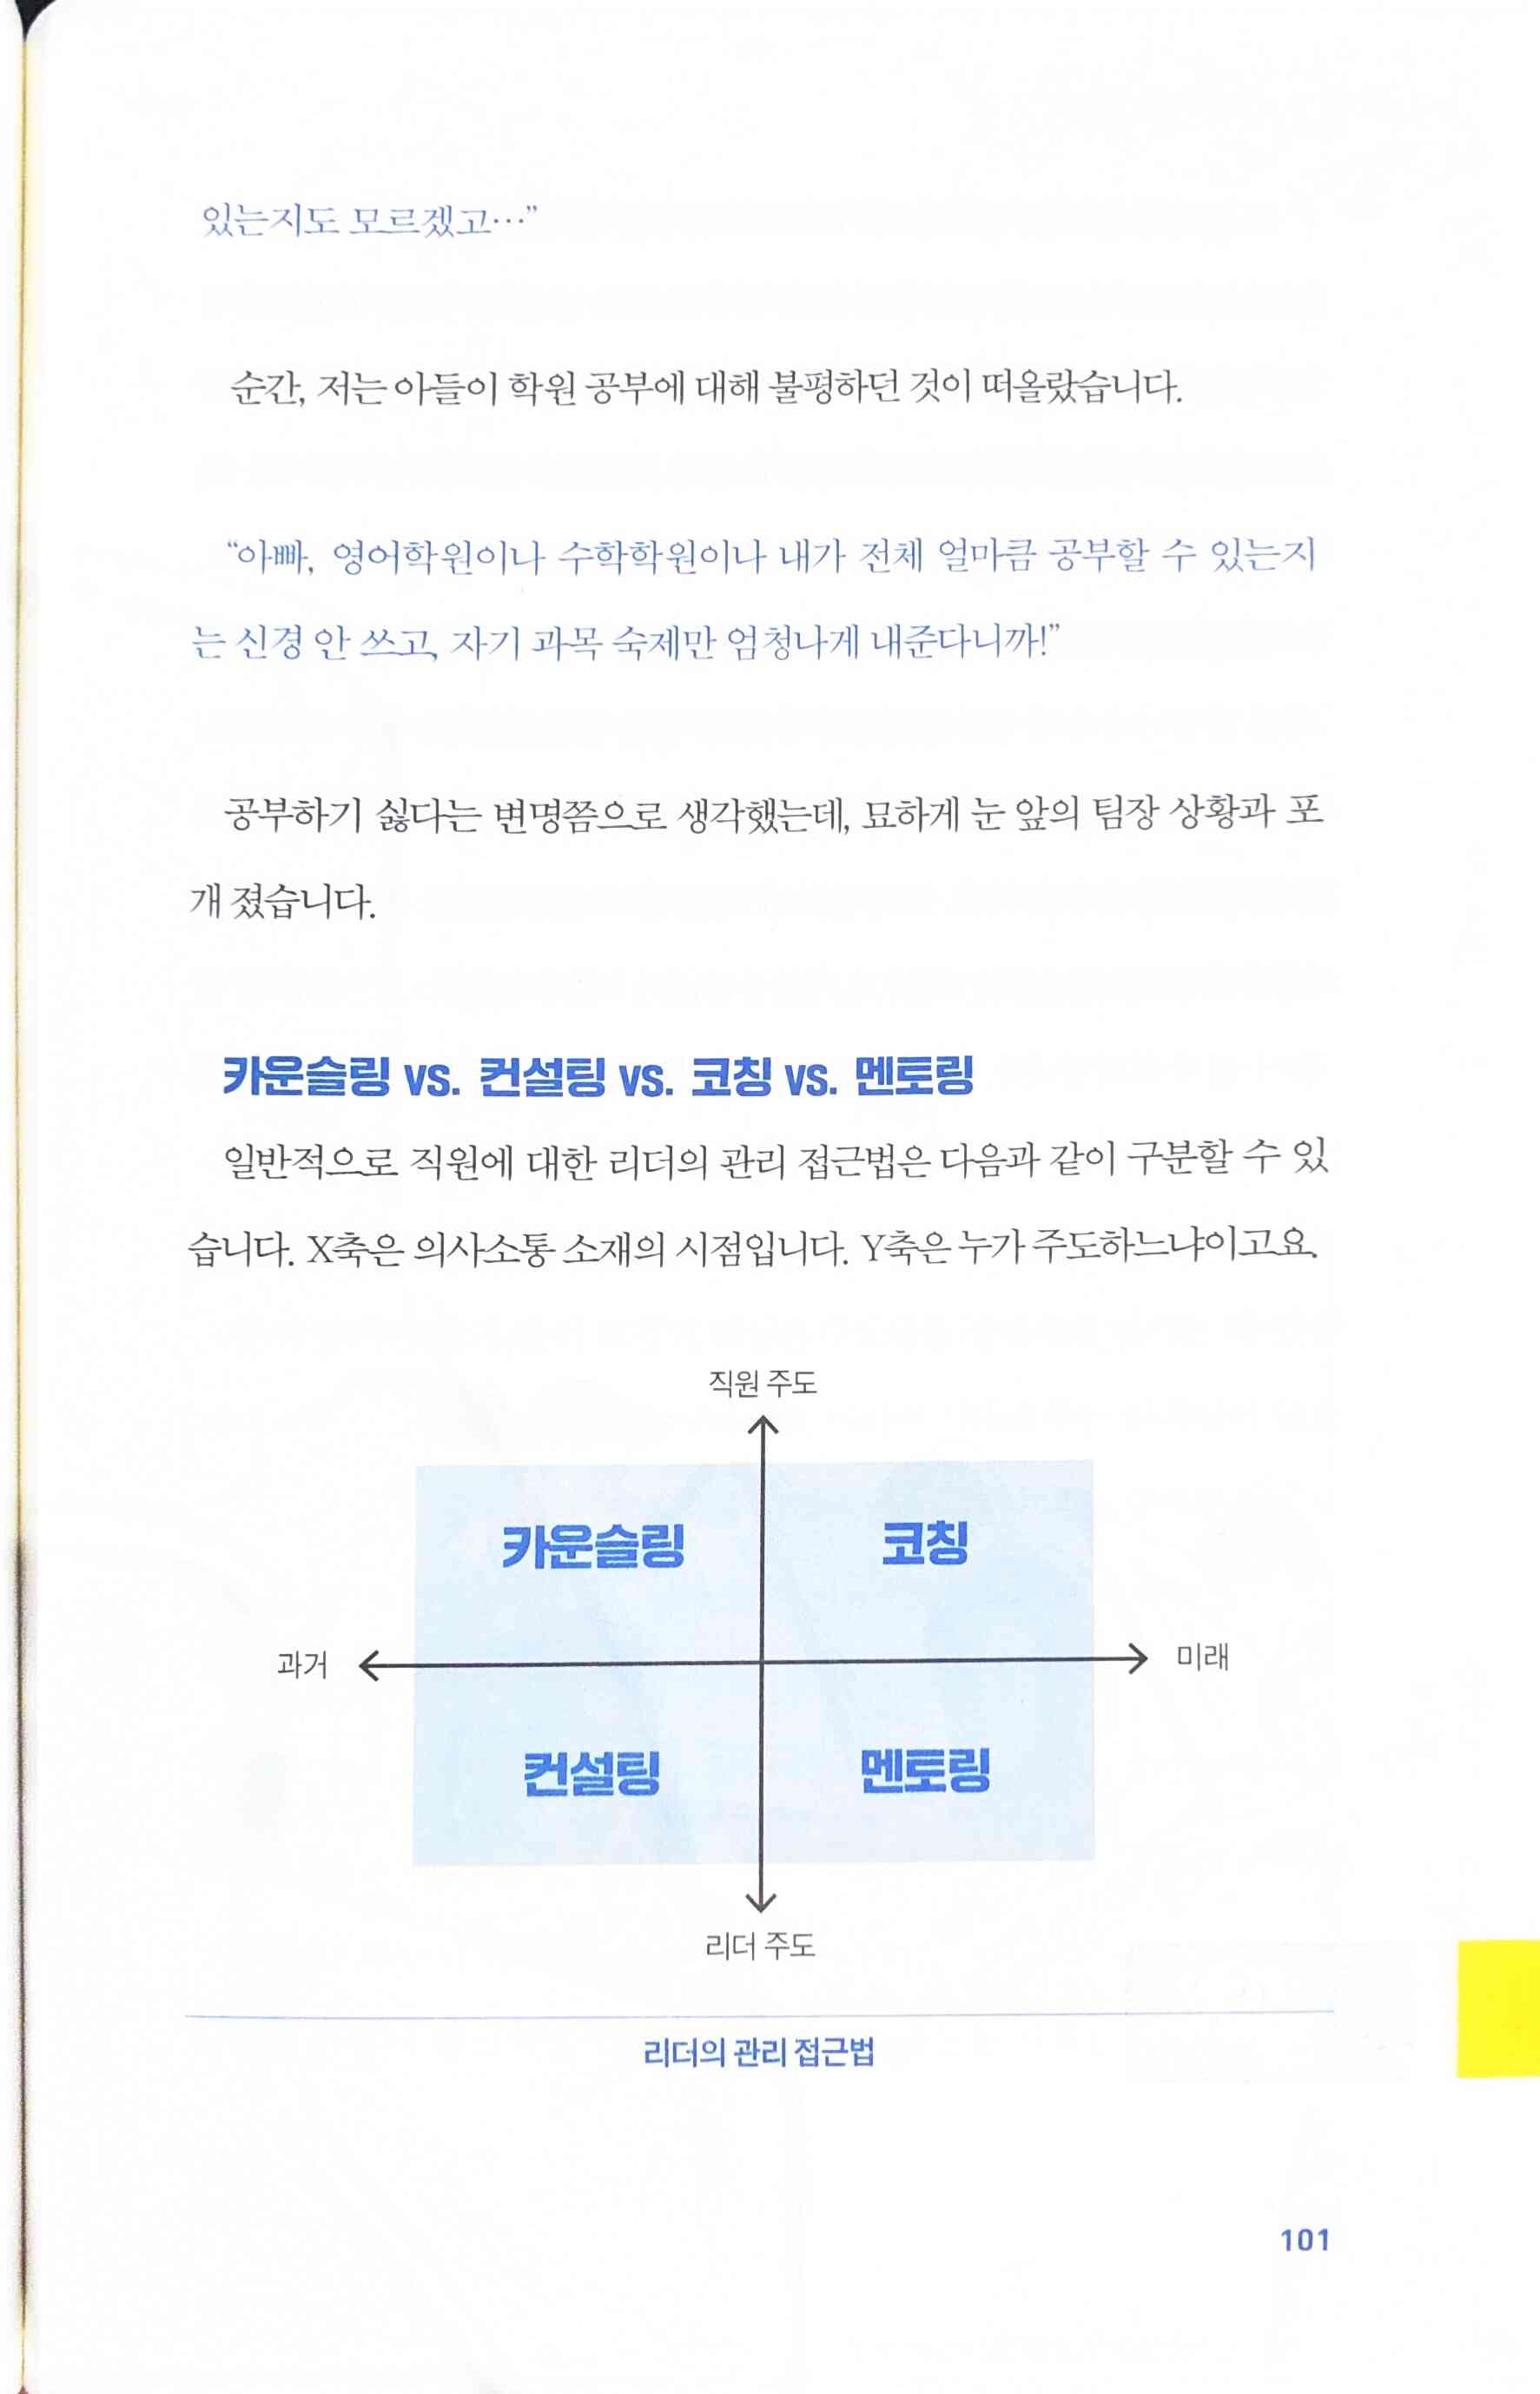 있는지도 모르겠고…”
순간, 저는 아들이 학원 공부에 대해 불평하던 것이 떠올랐습니다.
“아빠, 영어학원이나 수학학원이나 내가 전체 얼마큼 공부할 수 있는지
는 신경 안 쓰고, 자기 과목 숙제만 엄청나게 내준다니까!”
공부하기 싫다는 변명쯤으로 생각했는데, 묘하게 눈 앞의 팀장 상황과 포
개 졌습니다.
카운슬링 vs. 컨설팅 vs. 코칭 vs. 멘토링
일반적으로 직원에 대한 리더의 관리 접근법은 다음과 같이 구분할 수 있
습니다. X축은 의사소통 소재의 시점입니다. Y축은 누가 주도하느냐이고요.
직원 주도
카운슬링 코칭
과거 미래
컨설팅 멘토링
리더 주도
리더의 관리 접근법
101